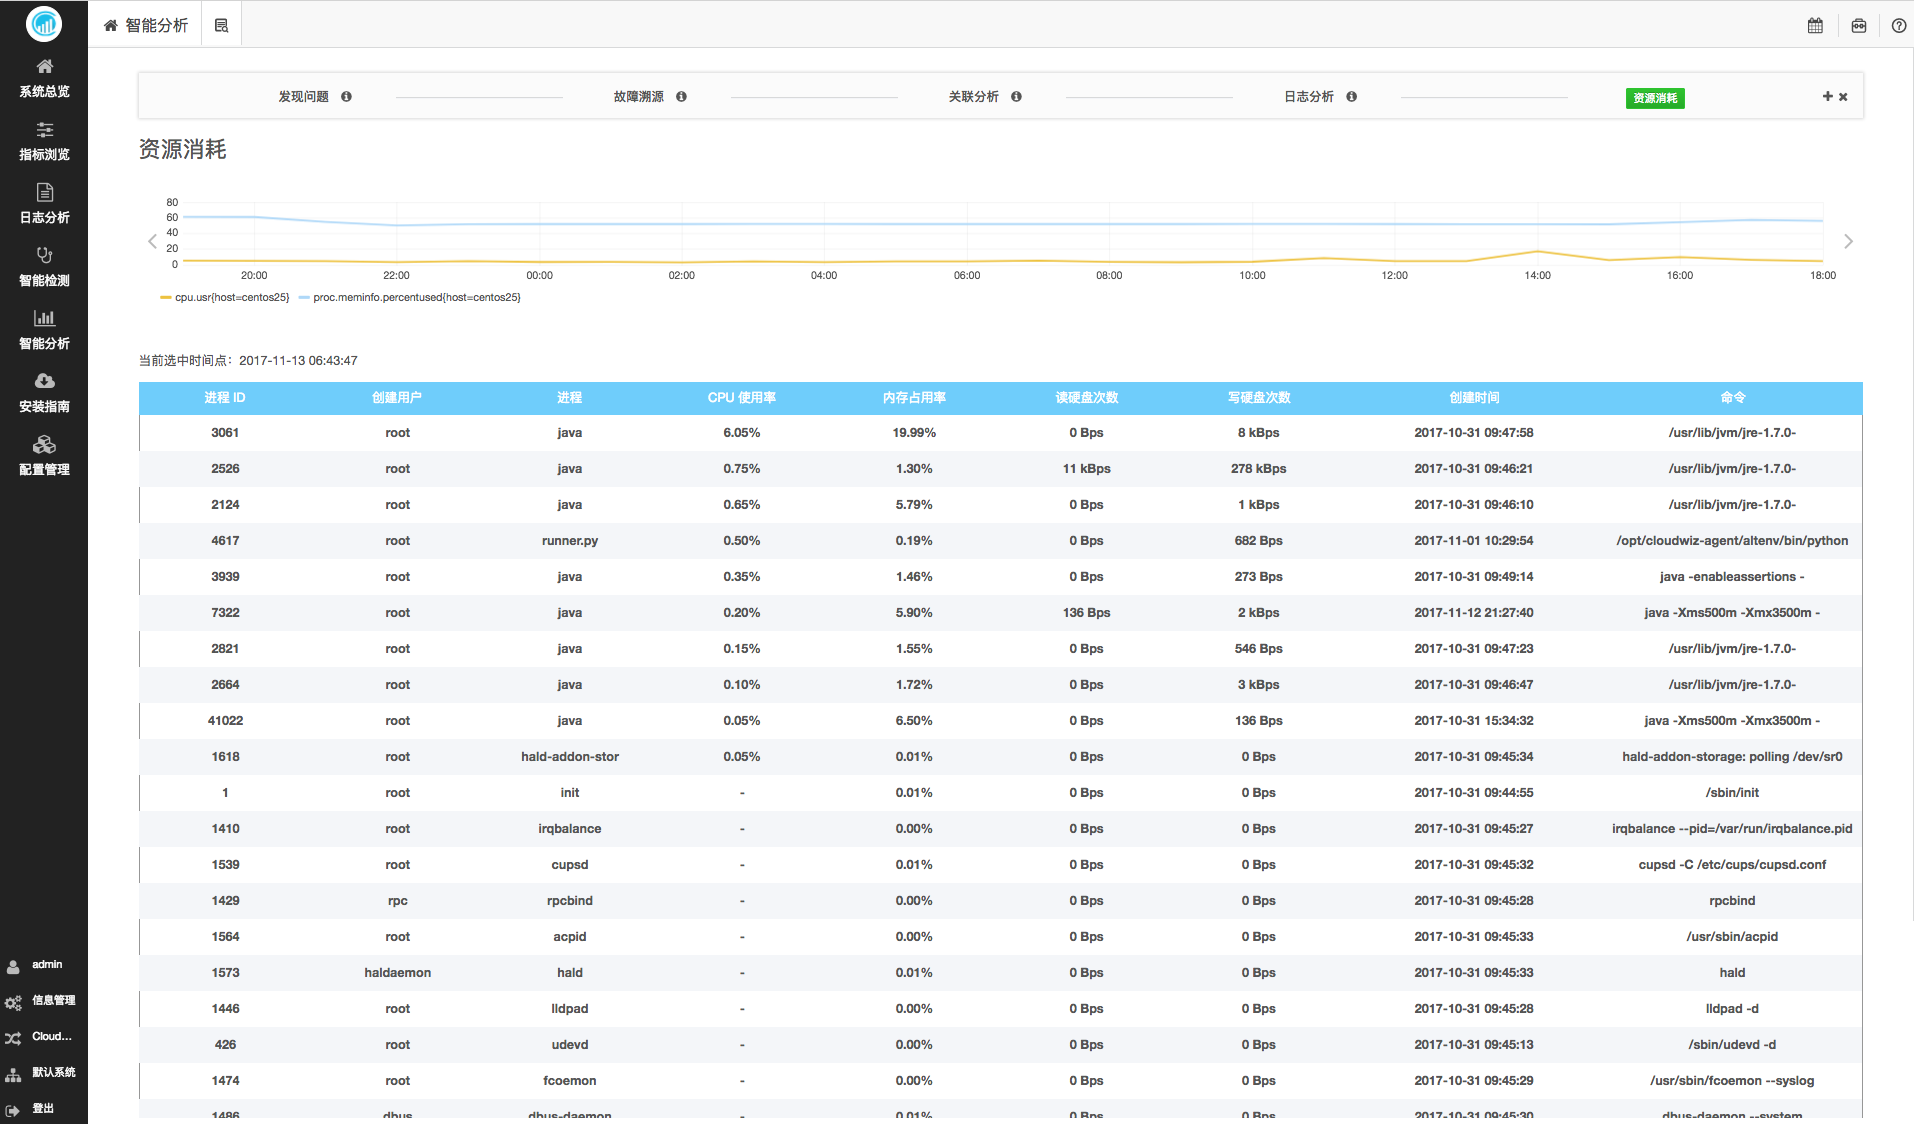 智能分析
系统总览
指标浏览
日志分析
智能检测
智能分析
安装指南
配置管理
admin
信息管理
Cloud...
默认系统
登出
发现问题 故障溯源 关联分析 日志分析 资源消耗
资源消耗
80
60
40
20
0
20:00 22:00 00:00 02:00 04:00 06:00 08:00 10:00 12:00 14:00 16:00 18:00
cpu.usr{host=centos25} proc.meminfo.percentused{host=centos25}
当前选中时间点：2017-11-13 06:43:47
进程 ID 创建用户 进程 CPU 使用率 内存占用率 读硬盘次数 写硬盘次数 创建时间 命令
3061 root java 6.05% 19.99% 0 Bps 8 kBps 2017-10-31 09:47:58 /usr/lib/jvm/jre-1.7.0-
2526 root java 0.75% 1.30% 11 kBps 278 kBps 2017-10-31 09:46:21 /usr/lib/jvm/jre-1.7.0-
2124 root java 0.65% 5.79% 0 Bps 1 kBps 2017-10-31 09:46:10 /usr/lib/jvm/jre-1.7.0-
4617 root runner.py 0.50% 0.19% 0 Bps 682 Bps 2017-11-01 10:29:54 /opt/cloudwiz-agent/altenv/bin/python
3939 root java 0.35% 1.46% 0 Bps 273 Bps 2017-10-31 09:49:14 java -enableassertions -
7322 root java 0.20% 5.90% 136 Bps 2 kBps 2017-11-12 21:27:40 java -Xms500m -Xmx3500m -
2821 root java 0.15% 1.55% 0 Bps 546 Bps 2017-10-31 09:47:23 /usr/lib/jvm/jre-1.7.0-
2664 root java 0.10% 1.72% 0 Bps 3 kBps 2017-10-31 09:46:47 /usr/lib/jvm/jre-1.7.0-
41022 root java 0.05% 6.50% 0 Bps 136 Bps 2017-10-31 15:34:32 java -Xms500m -Xmx3500m -
1618 root hald-addon-stor 0.05% 0.01% 0 Bps 0 Bps 2017-10-31 09:45:34 hald-addon-storage: polling /dev/sr0
1 root init - 0.01% 0 Bps 0 Bps 2017-10-31 09:44:55 /sbin/init
1410 root irqbalance - 0.00% 0 Bps 0 Bps 2017-10-31 09:45:27 irqbalance --pid=/var/run/irqbalance.pid
1539 root cupsd - 0.01% 0 Bps 0 Bps 2017-10-31 09:45:32 cupsd -C /etc/cups/cupsd.conf
1429 rpc rpcbind - 0.00% 0 Bps 0 Bps 2017-10-31 09:45:28 rpcbind
1564 root acpid - 0.00% 0 Bps 0 Bps 2017-10-31 09:45:33 /usr/sbin/acpid
1573 haldaemon hald - 0.01% 0 Bps 0 Bps 2017-10-31 09:45:33 hald
1446 root lldpad - 0.00% 0 Bps 0 Bps 2017-10-31 09:45:28 lldpad -d
426 root udevd - 0.00% 0 Bps 0 Bps 2017-10-31 09:45:13 /sbin/udevd -d
1474 root fcoemon - 0.00% 0 Bps 0 Bps 2017-10-31 09:45:29 /usr/sbin/fcoemon --syslog
1486 dbus dbus-daemon - 0.01% 0 Bps 0 Bps 2017-10-31 09:45:30 dbus-daemon --system